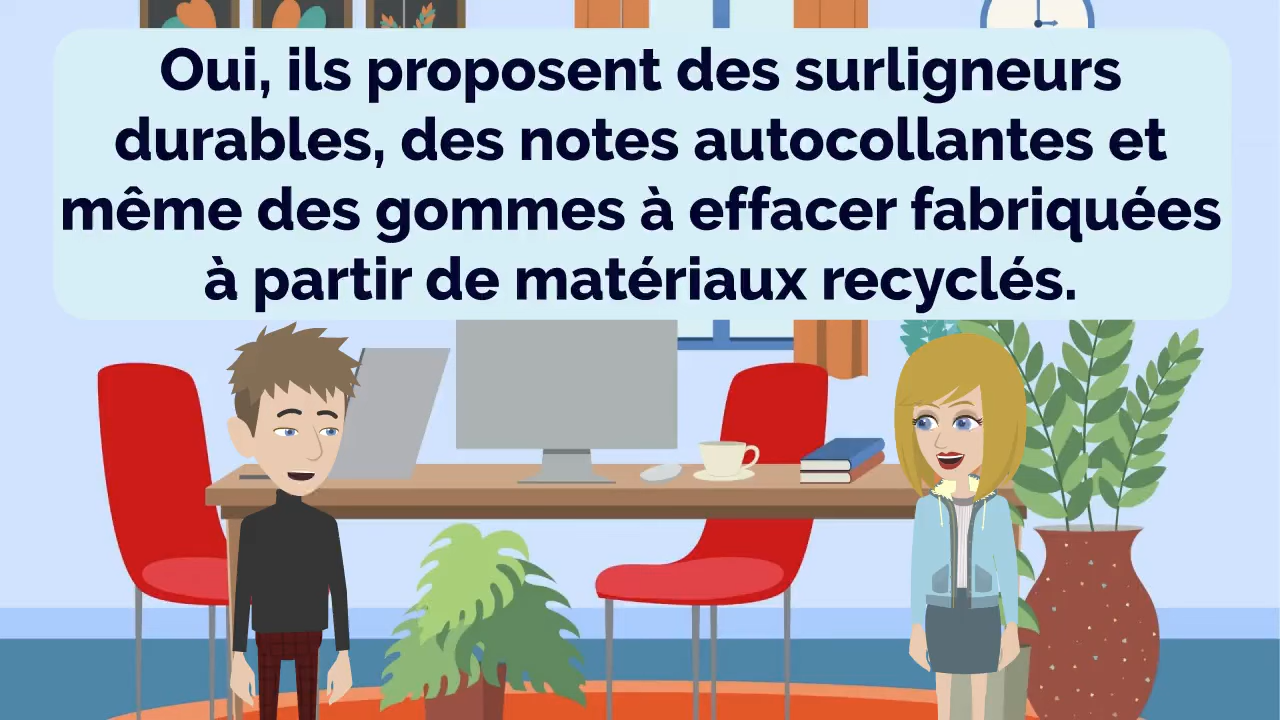 Oui, ils proposent des surligneurs
durables, des notes autocollantes et
même des gommes à effacer fabriquées
à partir de matériaux recyclés.